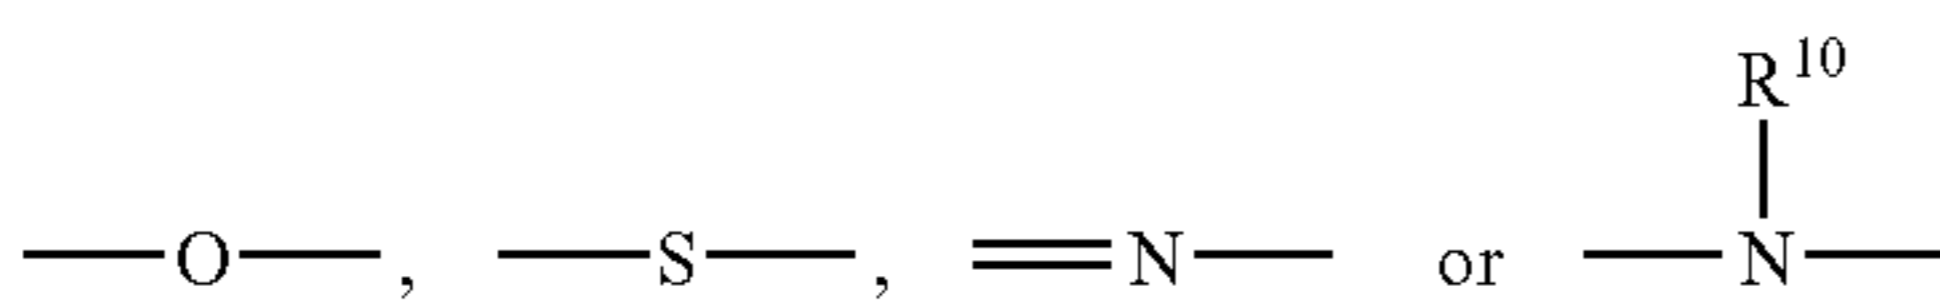 R10
—O—, —S—, ═N— or —N—